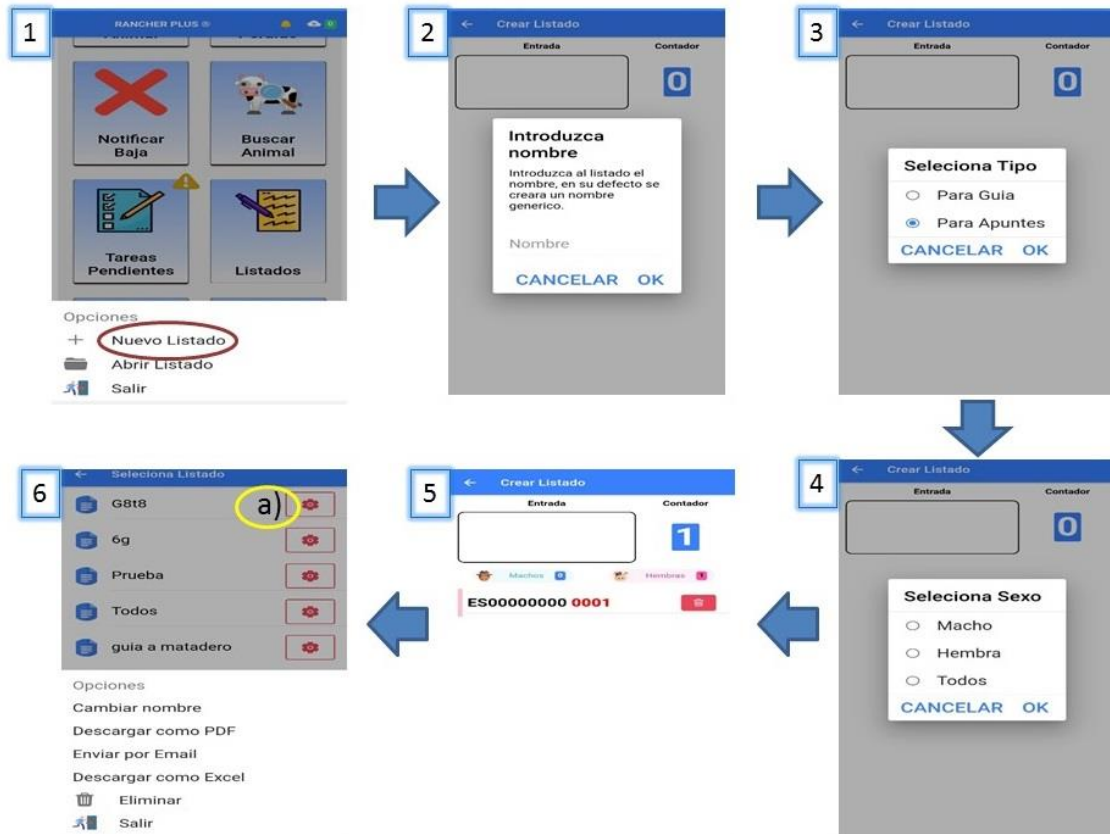 1
RANCHER PLUS ®
0
Notificar
Baja
Buscar
Animal
Tareas
Pendientes
Listados
Opciones
Nuevo Listado
Abrir Listado
Salir
2
Crear Listado
Entrada
Contador
0
Introduzca
nombre
Introduzca al listado el
nombre, en su defecto se
creara un nombre
generico.
Nombre
CANCELAR OK
3
Crear Listado
Entrada
Contador
0
Selecciona Tipo
Para Guia
Para Apuntes
CANCELAR OK
4
Crear Listado
Entrada
Contador
0
Seleciona Sexo
Macho
Hembra
Todos
CANCELAR OK
5
Crear Listado
Entrada
Contador
1
Machos 0
Hembras 1
ES00000000 0001
6
Seleciona Listado
G8t8
a)
6g
Prueba
Todos
guia a matadero
Opciones
Cambiar nombre
Descargar como PDF
Enviar por Email
Descargar como Excel
Eliminar
Salir